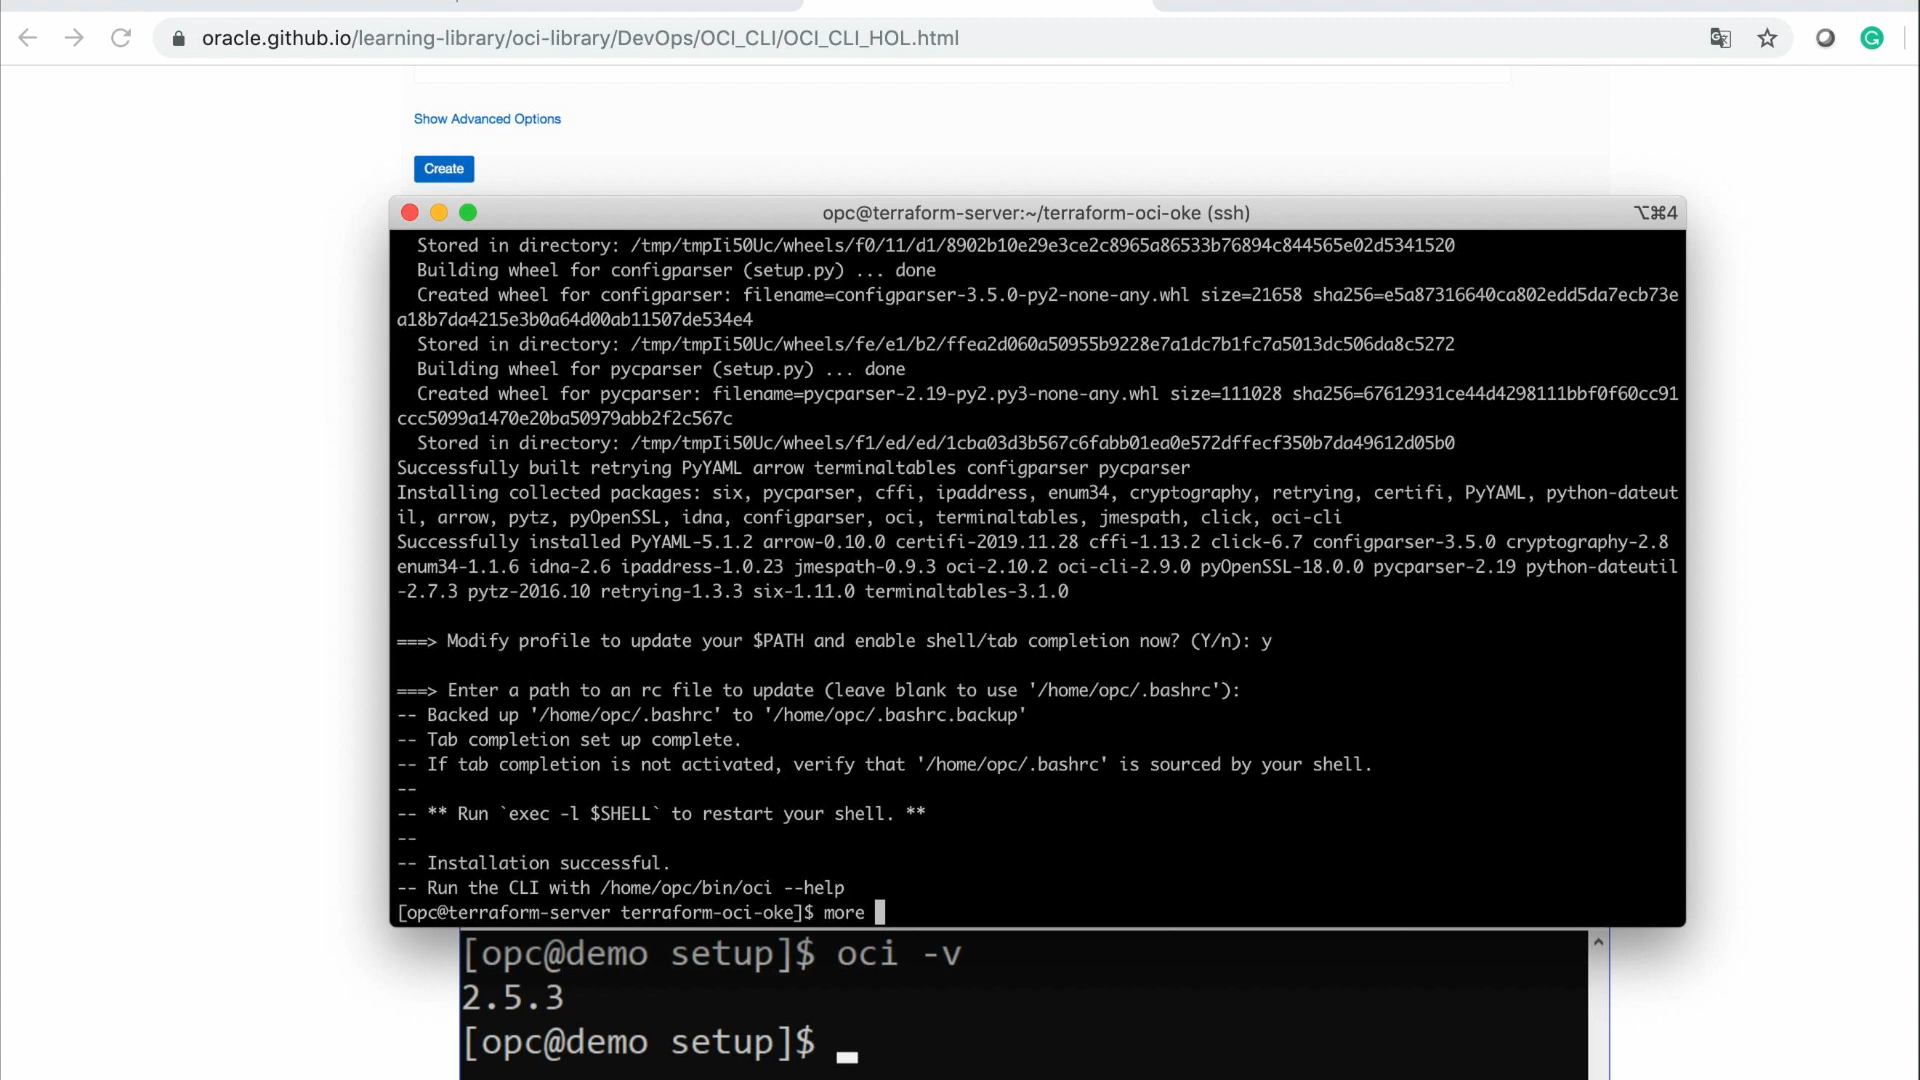 oracle.github.io/learning-library/oci-library/DevOps/OCI_CLI/OCI_CLI_HOL.html
Show Advanced Options
Create
opc@terraform-server:~/terraform-oci-oke (ssh)
⌥⌘4
Stored in directory: /tmp/tmpIi50Uc/wheels/f0/11/d1/8902b10e29e3ce2c8965a86533b76894c844565e02d5341520
Building wheel for configparser (setup.py) ... done
Created wheel for configparser: filename=configparser-3.5.0-py2-none-any.whl size=21658 sha256=e5a87316640ca802edd5da7ecb73e
a18b7da4215e3b0a64d00ab11507de534e4
Stored in directory: /tmp/tmpIi50Uc/wheels/fe/e1/b2/ffea2d060a50955b9228e7a1dc7b1fc7a5013dc506da8c5272
Building wheel for pycparser (setup.py) ... done
Created wheel for pycparser: filename=pycparser-2.19-py2.py3-none-any.whl size=111028 sha256=67612931ce44d4298111bbf0f60cc91
ccc5099a1470e20ba50979abb2f2c567c
Stored in directory: /tmp/tmpIi50Uc/wheels/f1/ed/ed/1cba03d3b567c6fabb01ea0e572dffecf350b7da49612d05b0
Successfully built retrying PyYAML arrow terminaltables configparser pycparser
Installing collected packages: six, pycparser, cffi, ipaddress, enum34, cryptography, retrying, certifi, PyYAML, python-dateut
il, arrow, pytz, pyOpenSSL, idna, configparser, oci, terminaltables, jmespath, click, oci-cli
Successfully installed PyYAML-5.1.2 arrow-0.10.0 certifi-2019.11.28 cffi-1.13.2 click-6.7 configparser-3.5.0 cryptography-2.8
enum34-1.1.6 idna-2.6 ipaddress-1.0.23 jmespath-0.9.3 oci-2.10.2 oci-cli-2.9.0 pyOpenSSL-18.0.0 pycparser-2.19 python-dateutil
-2.7.3 pytz-2016.10 retrying-1.3.3 six-1.11.0 terminaltables-3.1.0
===> Modify profile to update your $PATH and enable shell/tab completion now? (Y/n): y
===> Enter a path to an rc file to update (leave blank to use '/home/opc/.bashrc'):
-- Backed up '/home/opc/.bashrc' to '/home/opc/.bashrc.backup'
-- Tab completion set up complete.
-- If tab completion is not activated, verify that '/home/opc/.bashrc' is sourced by your shell.
--
-- ** Run `exec -l $SHELL` to restart your shell. **
--
-- Installation successful.
-- Run the CLI with /home/opc/bin/oci --help
[opc@terraform-server terraform-oci-oke]$ more
[opc@demo setup]$ oci -v
2.5.3
[opc@demo setup]$